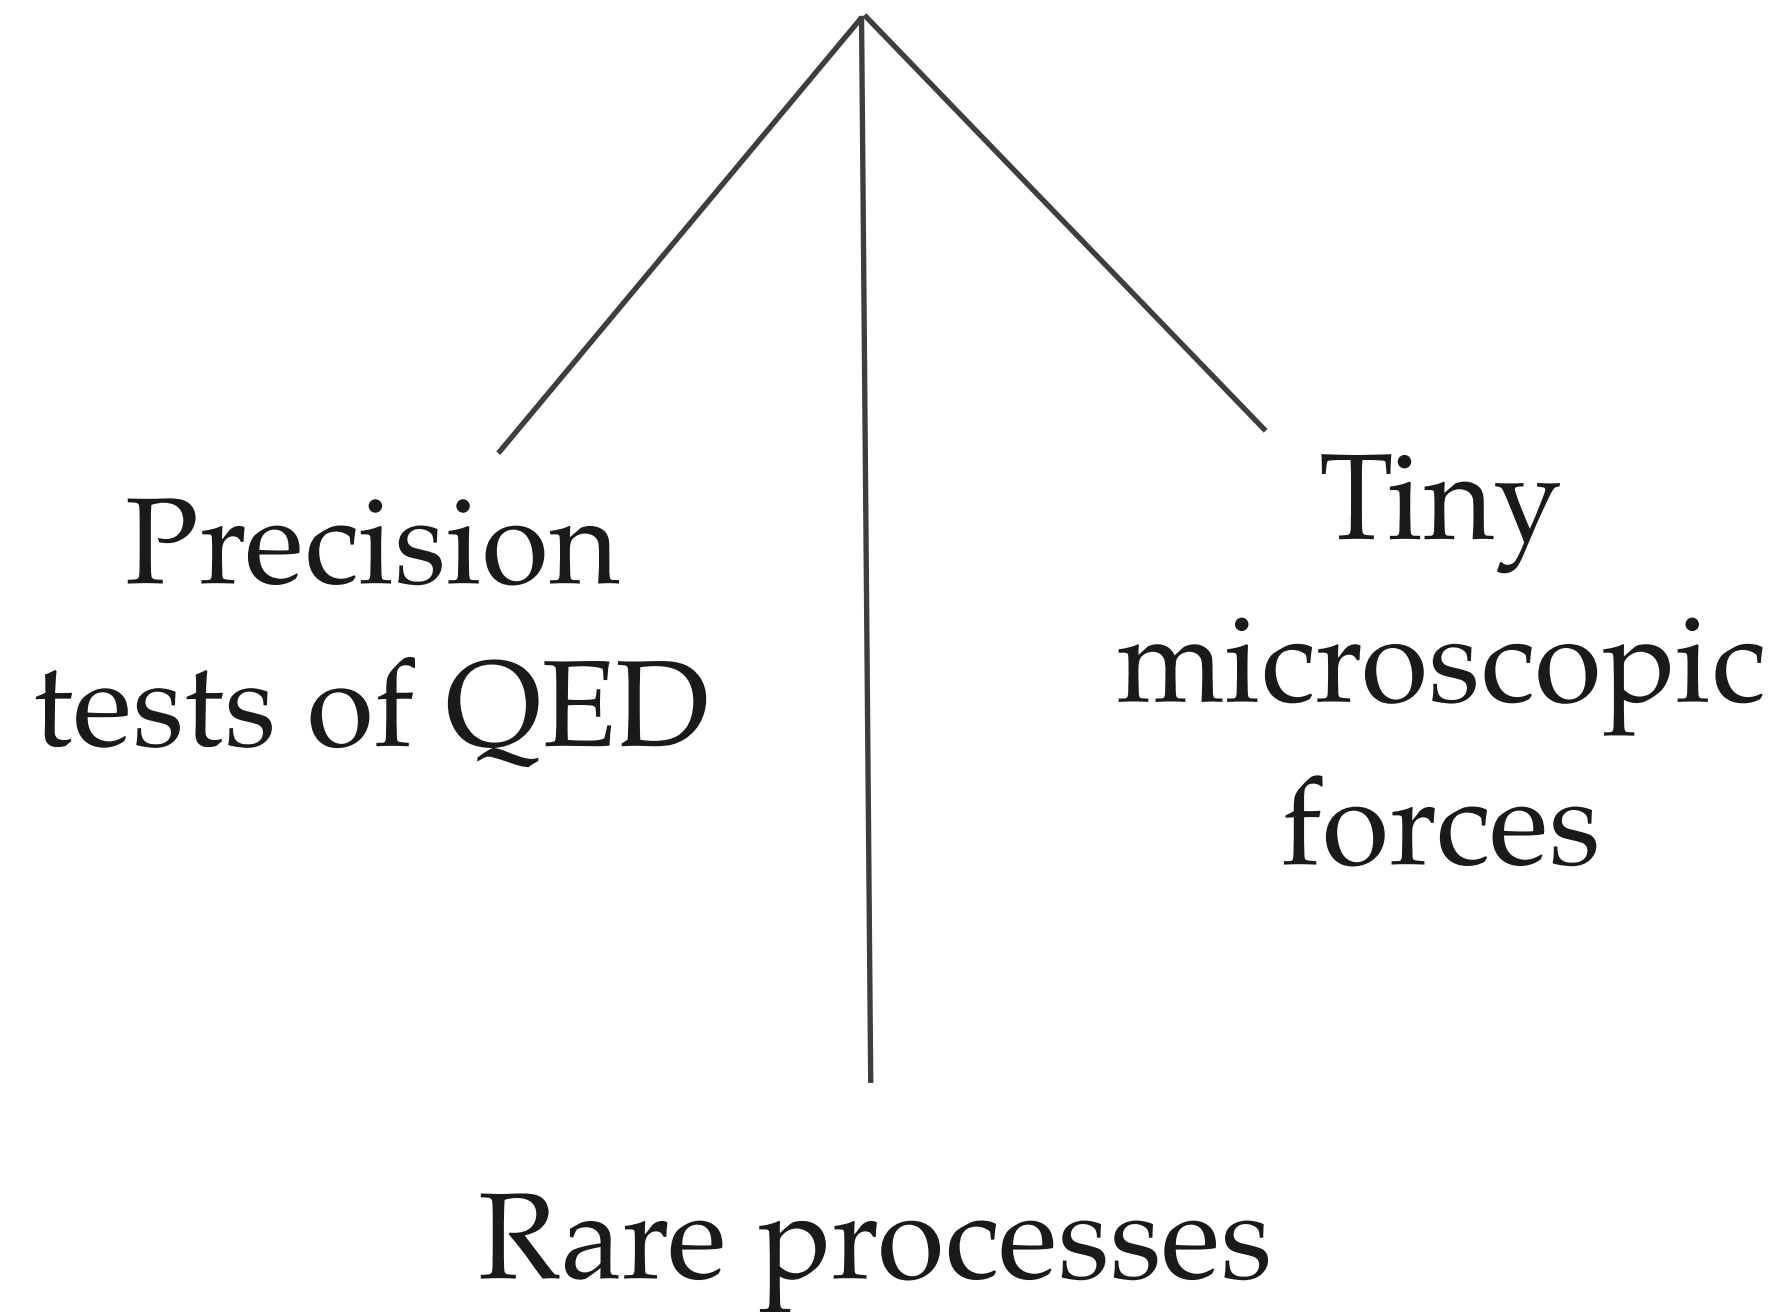 Precision
tests of QED
Tiny
microscopic
forces
Rare processes